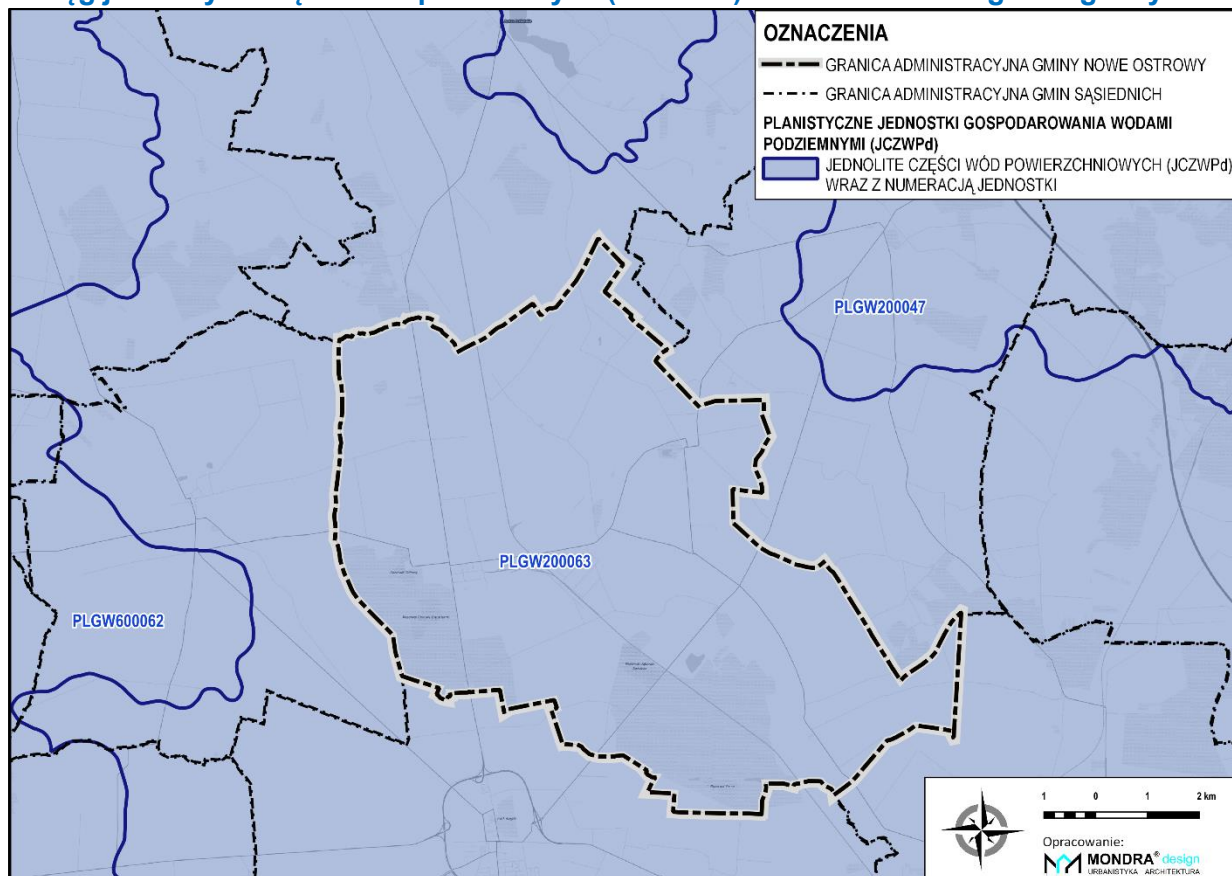 OZNACZENIA
GRANICA ADMINISTRACYJNA GMINY NOWE OSTROWY
GRANICA ADMINISTRACYJNA GMIN SĄSIEDNICH
PLANISTYCZNE JEDNOSTKI GOSPODAROWANIA WODAMI
PODZIEMNYMI (JCZWPd)
JEDNOLITE CZĘŚCI WÓD POWIERZCHNIOWYCH (JCZWPd)
WRAZ Z NUMERACJĄ JEDNOSTKI
PLGW200047
PLGW200063
PLGW600062
1 0 1 2 km
Opracowanie:
MONDRA® design
URBANISTYKA ARCHITEKTURA